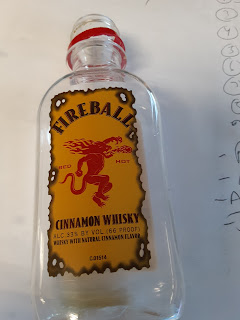 FIREBALL
RED HOT
CINNAMON WHISKY
ALC 33% BY VOL (66 PROOF)
WHISKY WITH NATURAL CINNAMON FLAVOR